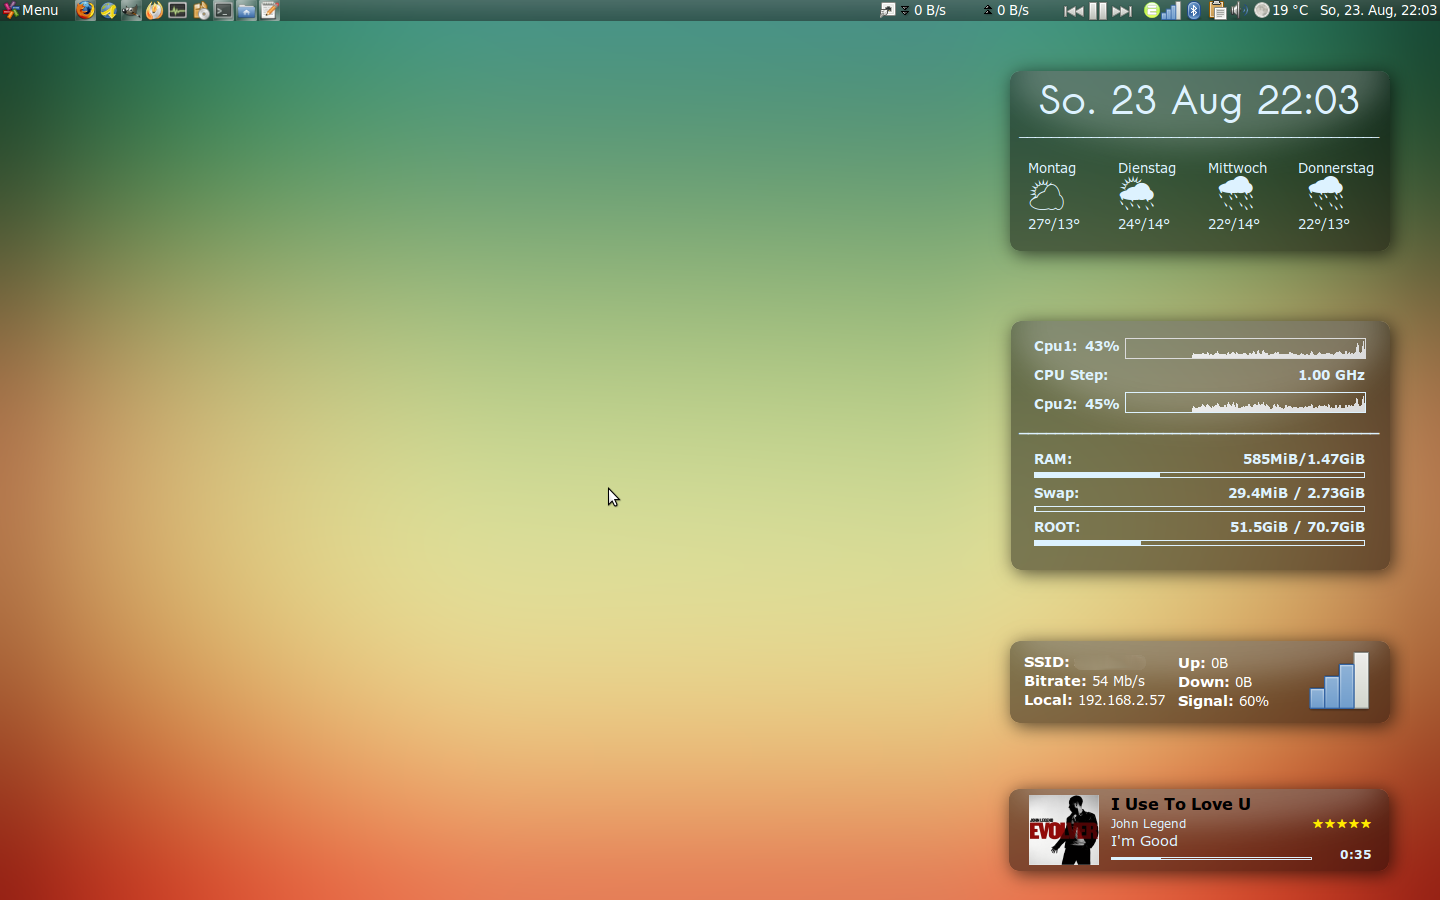 Menu 0 B/s 0 B/s 19 °C So, 23. Aug, 22:03
So. 23 Aug 22:03
Montag Dienstag Mittwoch Donnerstag
27°/13° 24°/14° 22°/14° 22°/13°
Cpu1: 43%
CPU Step: 1.00 GHz
Cpu2: 45%
RAM: 585MiB/1.47GiB
Swap: 29.4MiB / 2.73GiB
ROOT: 51.5GiB / 70.7GiB
SSID: Up: 0B
Bitrate: 54 Mb/s Down: 0B
Local: 192.168.2.57 Signal: 60%
I Use To Love U
John Legend
I'm Good
0:35
JOHN LEGEND
EVOLVER